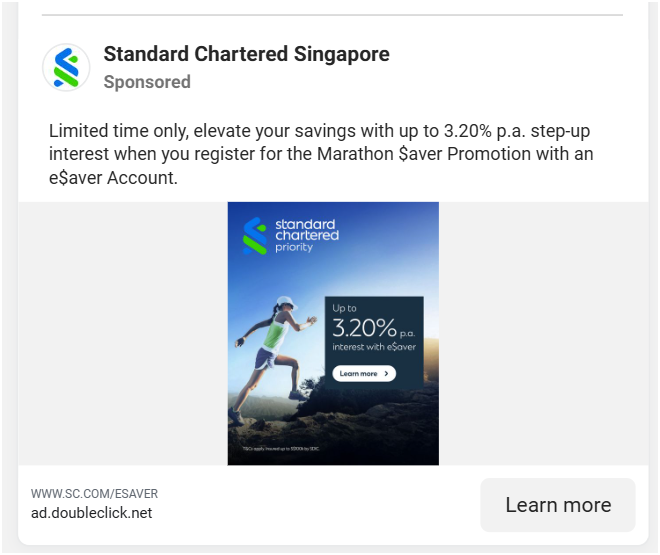 Standard Chartered Singapore
Sponsored
Limited time only, elevate your savings with up to 3.20% p.a. step-up
interest when you register for the Marathon $aver Promotion with an
e$aver Account.
standard
chartered
priority
Up to
3.20% p.a.
interest with e$aver
Learn more
T&Cs apply. Insured up to S$100k by SDIC.
WWW.SC.COM/ESAVER
ad.doubleclick.net
Learn more